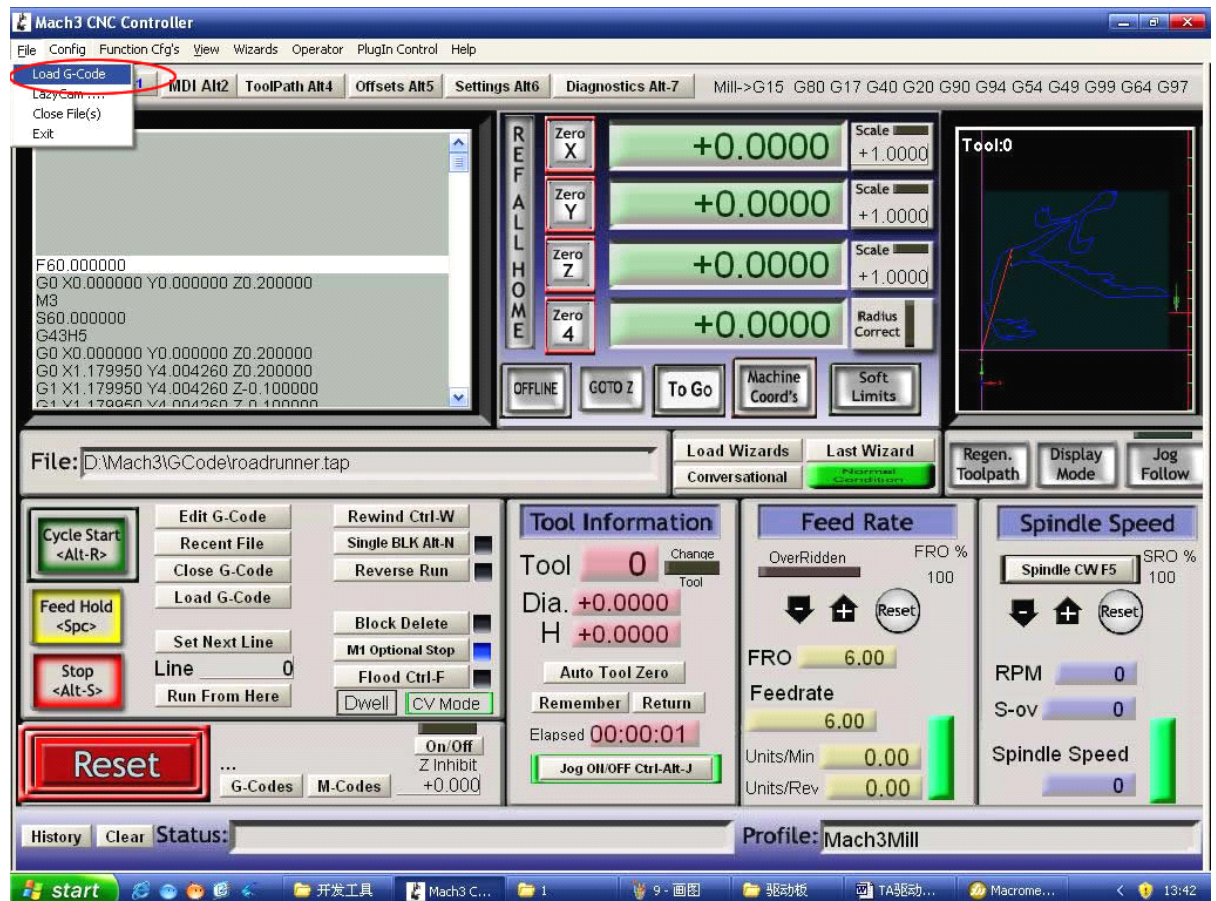 Mach3 CNC Controller
File Config Function Cfg's View Wizards Operator PlugIn Control Help
Load G-Code
LazyCam ....
Close File(s)
Exit
1 MDI Alt2 ToolPath Alt4 Offsets Alt5 Settings Alt6 Diagnostics Alt-7 Mill->G15 G80 G17 G40 G20 G90 G94 G54 G49 G99 G64 G97
F60.000000
G0 X0.000000 Y0.000000 Z0.200000
M3
S60.000000
G43H5
G0 X0.000000 Y0.000000 Z0.200000
G0 X1.179950 Y4.004260 Z0.200000
G1 X1.179950 Y4.004260 Z-0.100000
G1 X1.179950 Y4.004260 Z-0.100000
REF ALL HOME
Zero X +0.0000 Scale +1.0000
Zero Y +0.0000 Scale +1.0000
Zero Z +0.0000 Scale +1.0000
Zero 4 +0.0000 Radius Correct
OFFLINE GOTO Z To Go Machine Coord's Soft Limits
Tool:0
File: D:\Mach3\GCode\roadrunner.tap
Load Wizards Last Wizard
Conversational Normal Condition
Regen. Toolpath Display Mode Jog Follow
Cycle Start <Alt-R>
Feed Hold <Spc>
Stop <Alt-S>
Edit G-Code
Recent File
Close G-Code
Load G-Code
Set Next Line
Line 0
Run From Here
Rewind Ctrl-W
Single BLK Alt-N
Reverse Run
Block Delete
M1 Optional Stop
Flood Ctrl-F
Dwell CV Mode
Reset
...
G-Codes M-Codes
On/Off
Z Inhibit
+0.000
Tool Information
Tool 0 Change Tool
Dia. +0.0000
H +0.0000
Auto Tool Zero
Remember Return
Elapsed 00:00:01
Jog ON/OFF Ctrl-Alt-J
Feed Rate
OverRidden FRO %
100
Reset
FRO 6.00
Feedrate
6.00
Units/Min 0.00
Units/Rev 0.00
Spindle Speed
Spindle CW F5 SRO %
100
Reset
RPM 0
S-ov 0
Spindle Speed
0
History Clear Status: Profile: Mach3Mill
start 开发工具 Mach3 C... 1 9 - 画图 驱动板 TA驱动... Macrome... 13:42